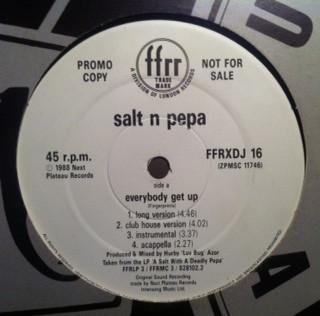 ffrr
TRADE
MARK
A DIVISION OF LONDON RECORDS
PROMO
COPY
NOT FOR
SALE
salt n pepa
45 r.p.m.
© 1988 Next
Plateau Records
FFRXDJ 16
(ZPMSC 11746)
side a
everybody get up
(Fingerprints)
1. long version (4.46)
2. club house version (4.02)
3. instrumental (3.37)
4. acappella (2.27)
Produced & Mixed by Hurby 'Luv Bug' Azor
Taken from the LP 'A Salt With A Deadly Pepa'
FFRLP 3 / FFRMC 3 / 828102.2
Original Sound Recording
made by Next Plateau Records
Intersong Music Ltd.